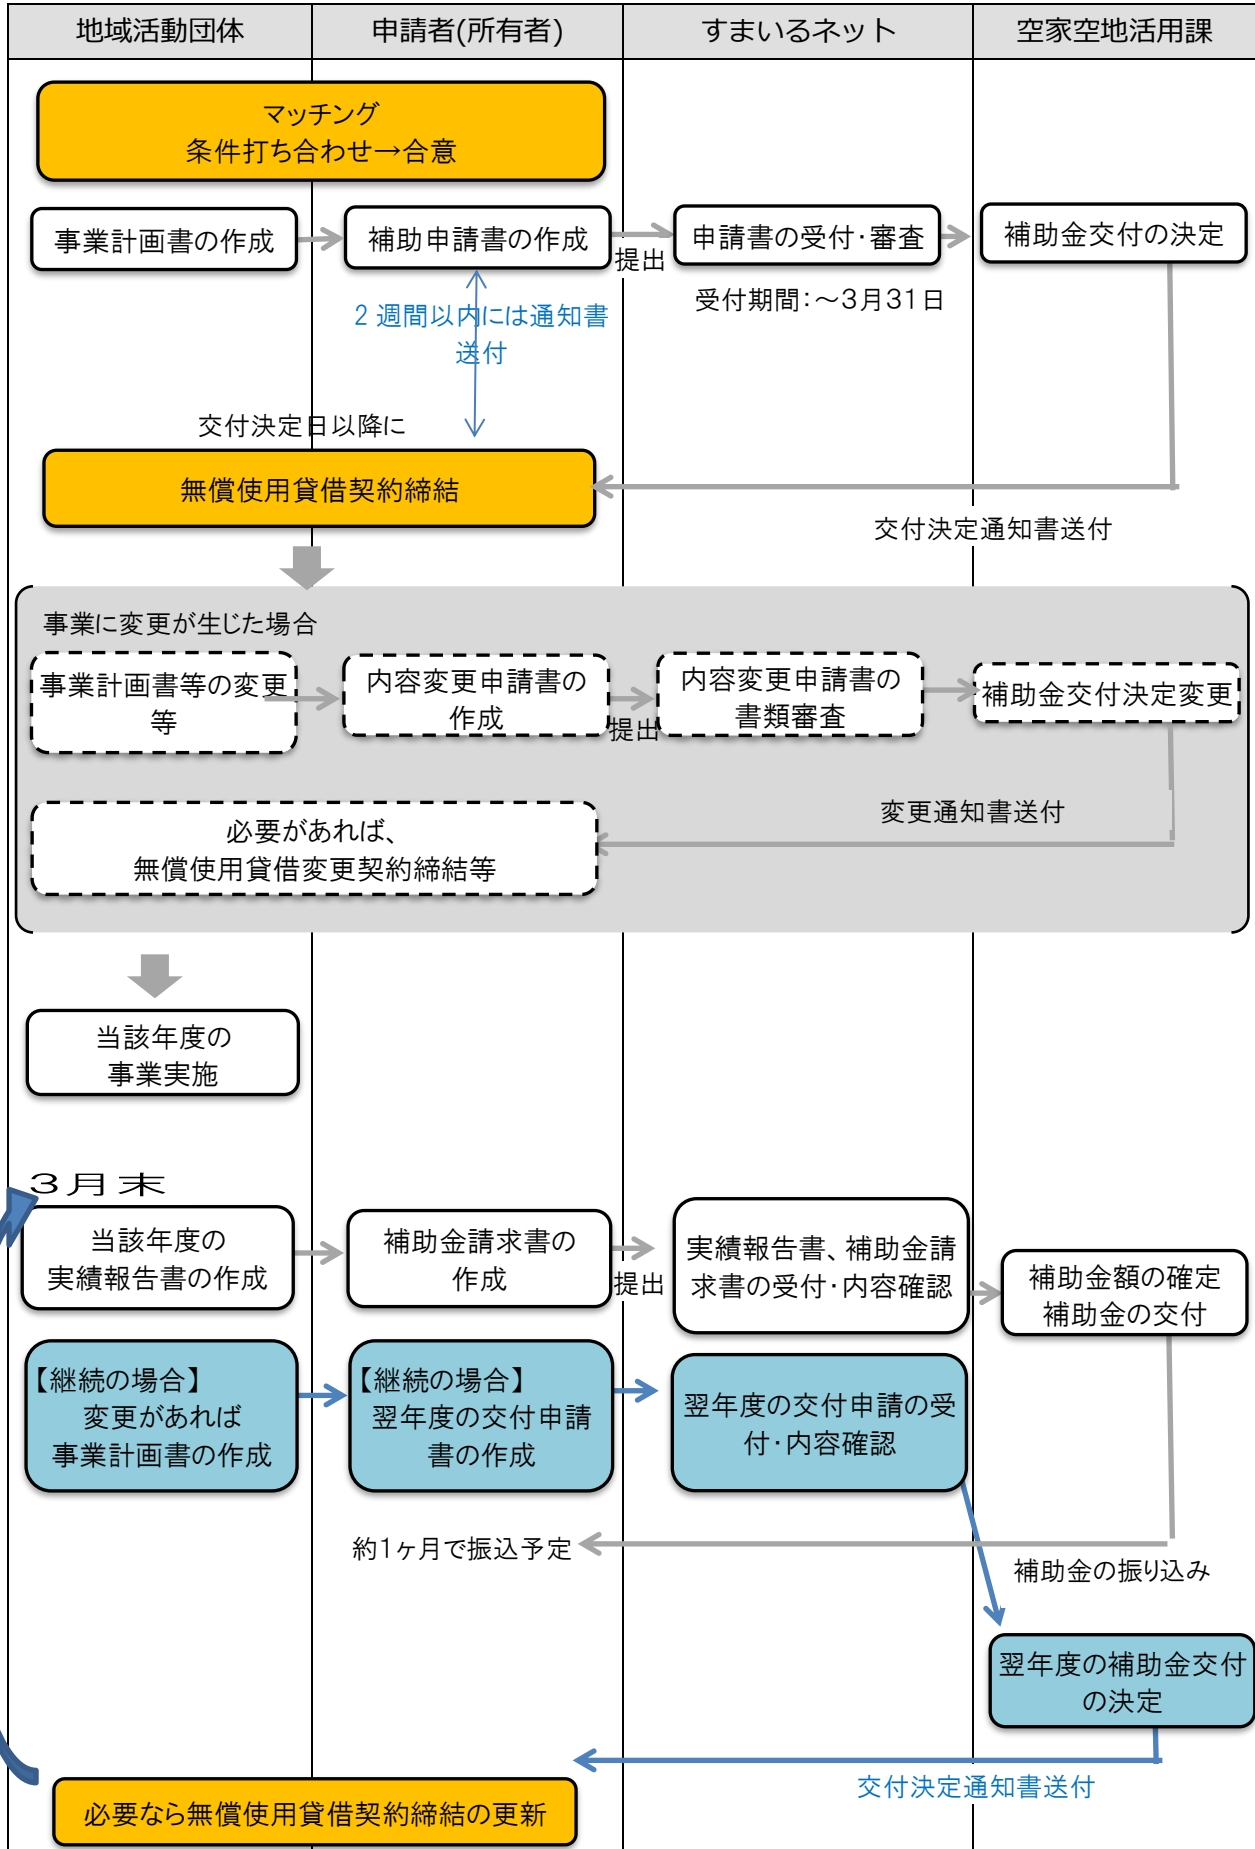 地域活動団体
申請者(所有者)
すまいるネット
空家空地活用課
マッチング
条件打ち合わせ→合意
事業計画書の作成
補助申請書の作成
提出
申請書の受付・審査
補助金交付の決定
受付期間：～3月31日
2 週間以内には通知書
送付
交付決定日以降に
無償使用貸借契約締結
交付決定通知書送付
事業に変更が生じた場合
事業計画書等の変更
等
内容変更申請書の
作成
提出
内容変更申請書の
書類審査
補助金交付決定変更
変更通知書送付
必要があれば、
無償使用貸借変更契約締結等
当該年度の
事業実施
3月末
当該年度の
実績報告書の作成
補助金請求書の
作成
提出
実績報告書、補助金請
求書の受付・内容確認
補助金額の確定
補助金の交付
【継続の場合】
変更があれば
事業計画書の作成
【継続の場合】
翌年度の交付申請
書の作成
翌年度の交付申請の受
付・内容確認
約1ヶ月で振込予定
補助金の振り込み
翌年度の補助金交付
の決定
交付決定通知書送付
必要なら無償使用貸借契約締結の更新